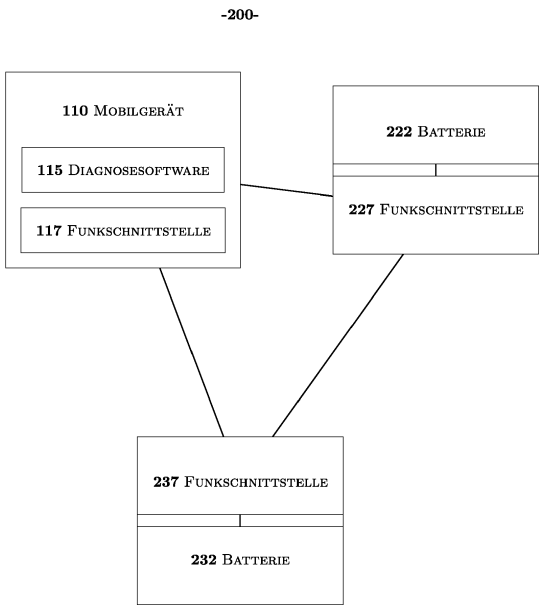 -200-
110 Mobilgerät
115 Diagnosesoftware
117 Funkschnittstelle
222 Batterie
227 Funkschnittstelle
237 Funkschnittstelle
232 Batterie